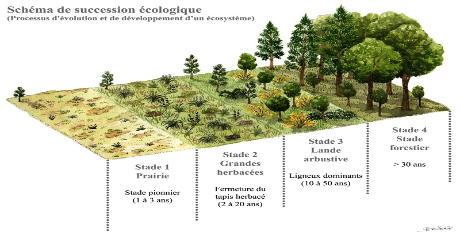 Schéma de succession écologique
(Processus d'évolution et de développement d'un écosystème)
Stade 1
Prairie
Stade pionnier
(1 à 3 ans)
Stade 2
Grandes
herbacées
Fermeture du
tapis herbacé
(2 à 20 ans)
Stade 3
Lande
arbustive
Ligneux dominants
(10 à 50 ans)
Stade 4
Stade
forestier
> 30 ans